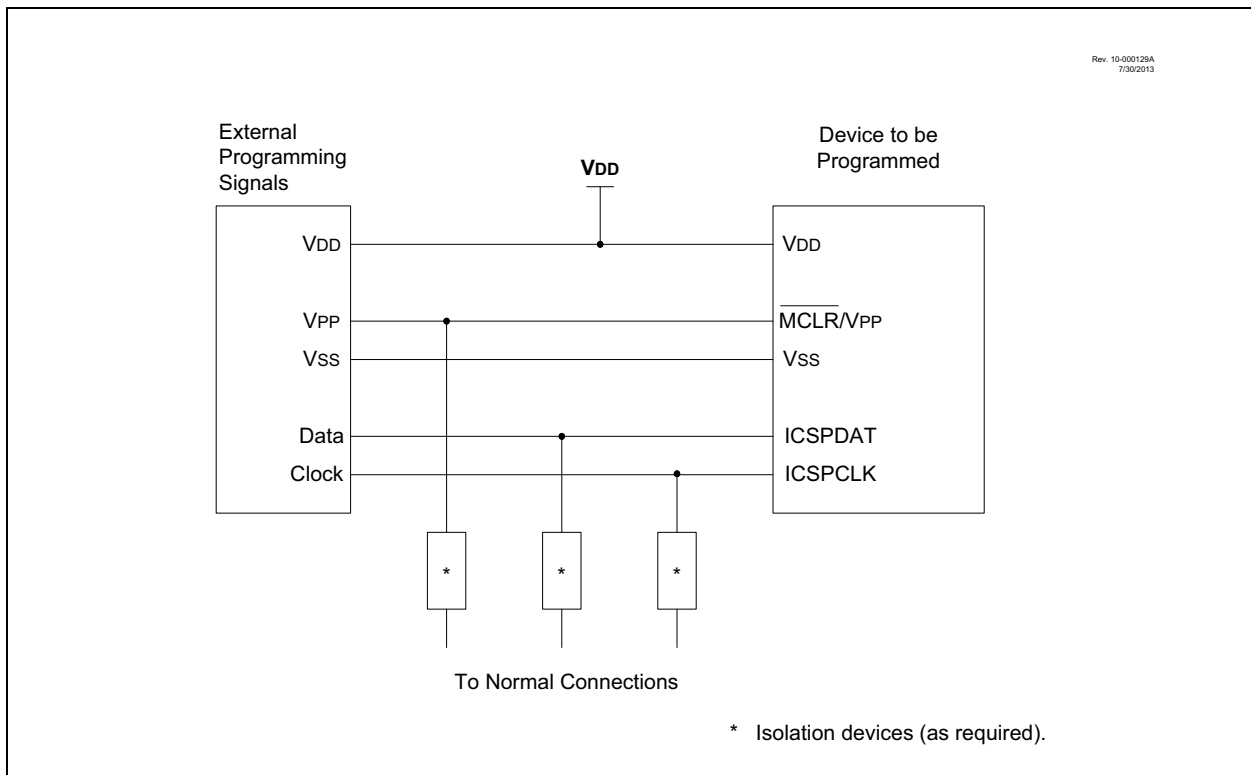 Rev. 10-000129A
7/30/2013
External
Programming
Signals
VDD
Device to be
Programmed
VDD
VPP
VSS
Data
Clock
VDD
MCLR/VPP
VSS
ICSPDAT
ICSPCLK
*
*
*
To Normal Connections
* Isolation devices (as required).